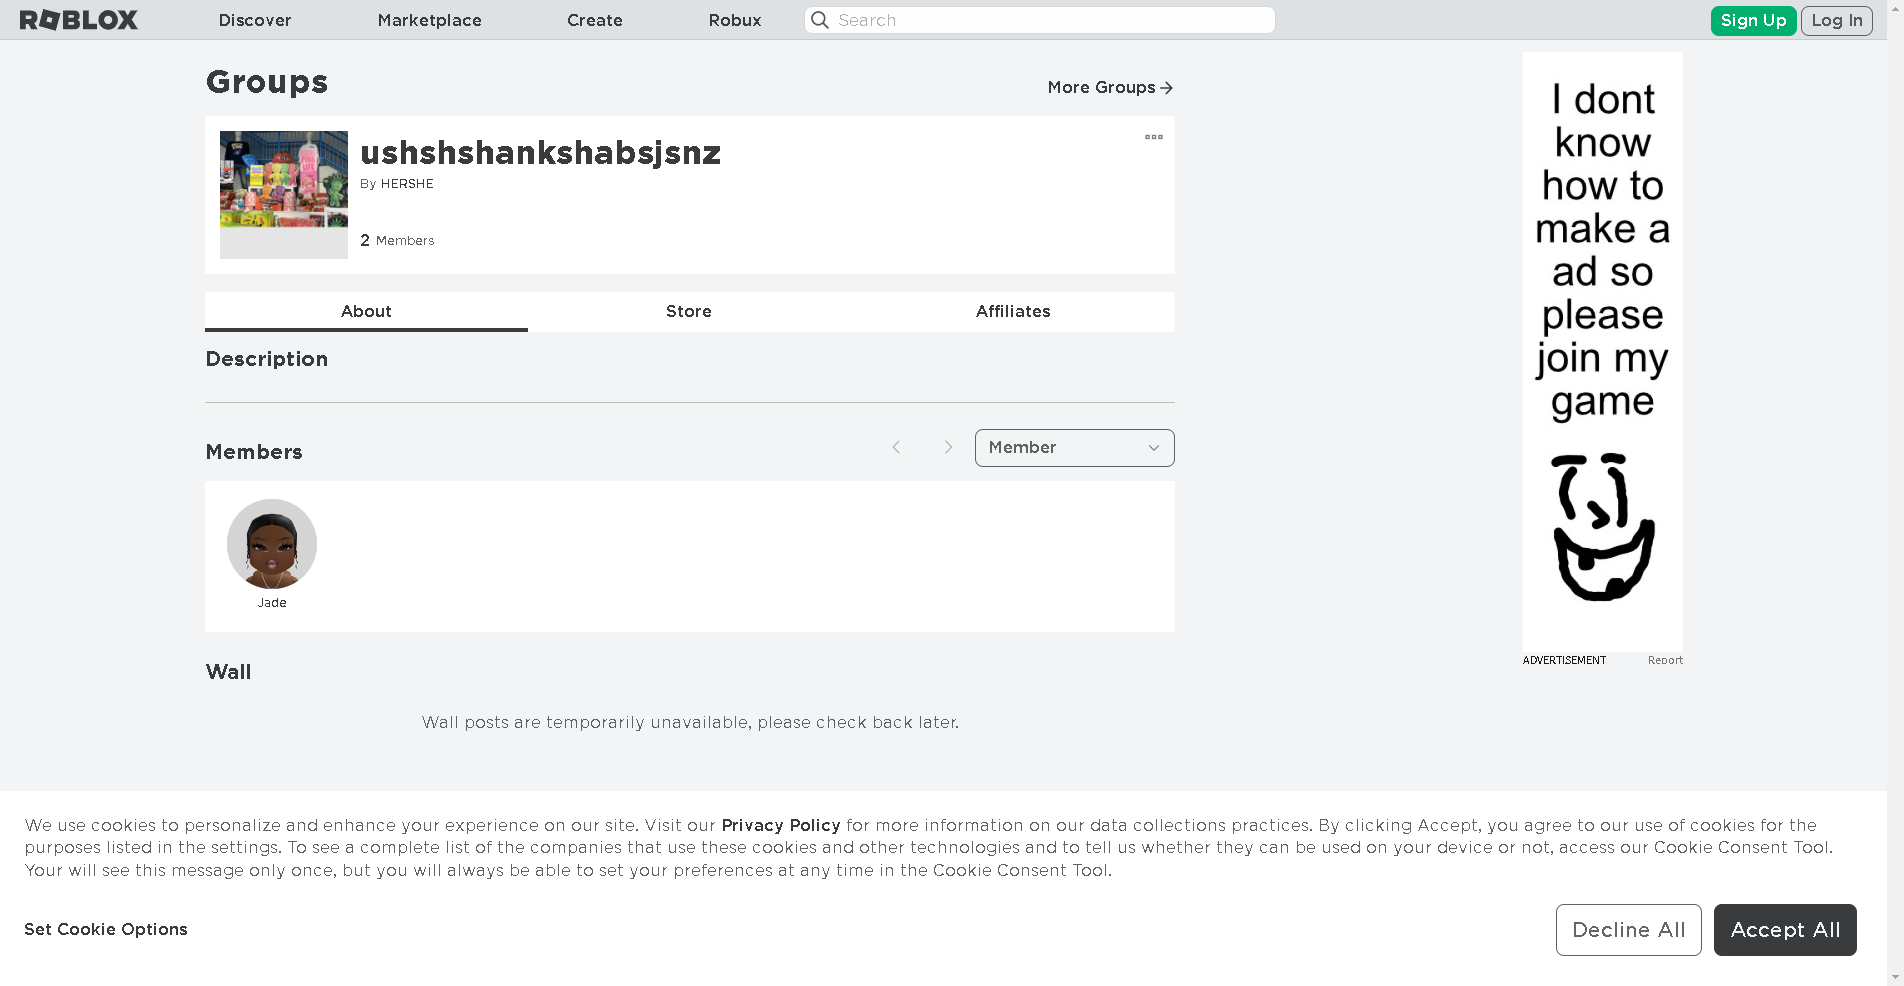 ROBLOX Discover Marketplace Create Robux Search Sign Up Log In
Groups
More Groups
ushshshankshabsjsnz
By HERSHE
2 Members
About Store Affiliates
Description
Members
Member
Jade
Wall
Wall posts are temporarily unavailable, please check back later.
I dont
know
how to
make a
ad so
please
join my
game
ADVERTISEMENT Report
We use cookies to personalize and enhance your experience on our site. Visit our Privacy Policy for more information on our data collections practices. By clicking Accept, you agree to our use of cookies for the
purposes listed in the settings. To see a complete list of the companies that use these cookies and other technologies and to tell us whether they can be used on your device or not, access our Cookie Consent Tool.
Your will see this message only once, but you will always be able to set your preferences at any time in the Cookie Consent Tool.
Set Cookie Options
Decline All
Accept All